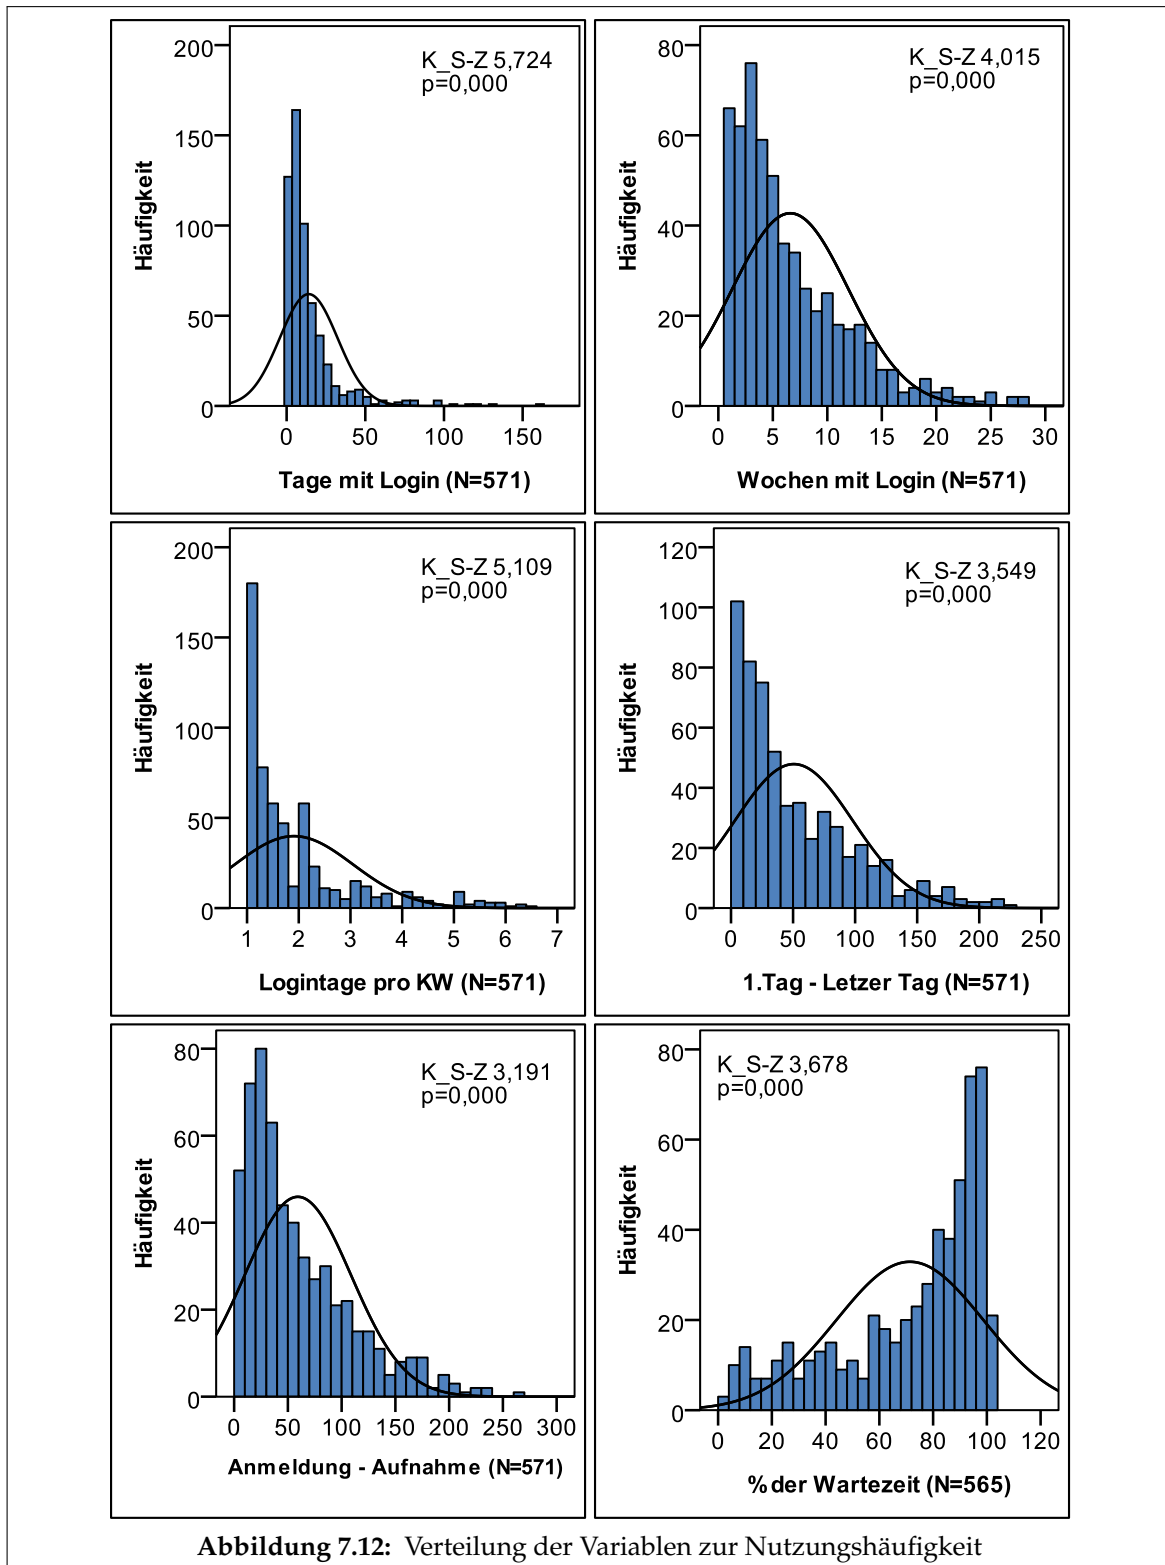 K_S-Z 5,724
p=0,000
Häufigkeit
200
150
100
50
0
0 50 100 150
Tage mit Login (N=571)
K_S-Z 4,015
p=0,000
Häufigkeit
80
60
40
20
0
0 5 10 15 20 25 30
Wochen mit Login (N=571)
K_S-Z 5,109
p=0,000
Häufigkeit
200
150
100
50
0
1 2 3 4 5 6 7
Logintage pro KW (N=571)
K_S-Z 3,549
p=0,000
Häufigkeit
120
100
80
60
40
20
0
0 50 100 150 200 250
1.Tag - Letzer Tag (N=571)
K_S-Z 3,191
p=0,000
Häufigkeit
80
60
40
20
0
0 50 100 150 200 250 300
Anmeldung - Aufnahme (N=571)
K_S-Z 3,678
p=0,000
Häufigkeit
80
60
40
20
0
0 20 40 60 80 100 120
% der Wartezeit (N=565)
Abbildung 7.12: Verteilung der Variablen zur Nutzungshäufigkeit